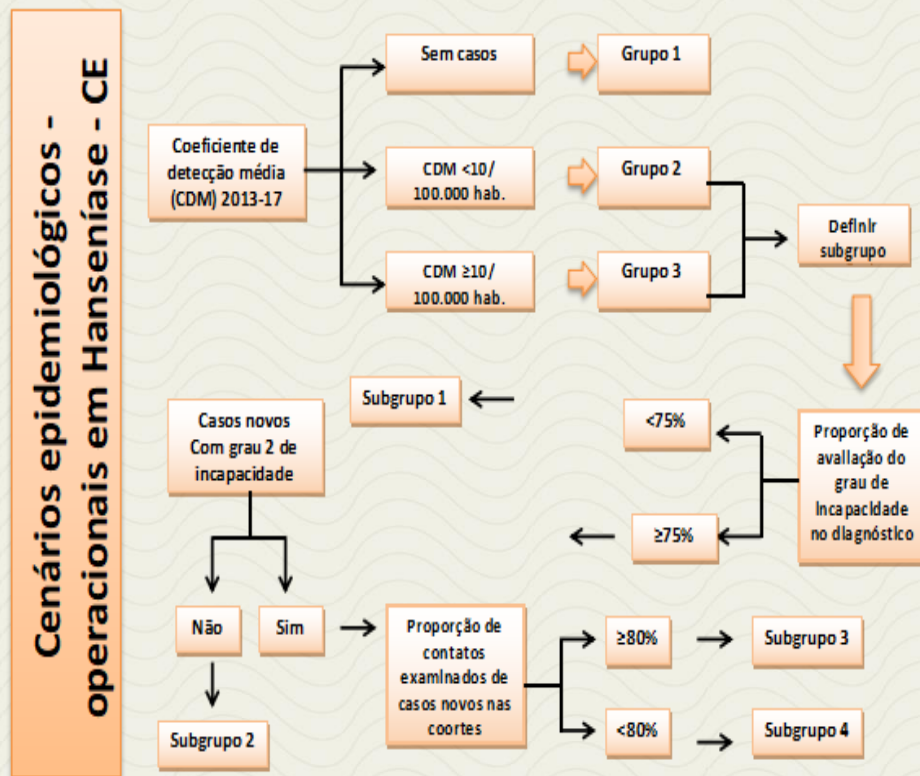 Cenários epidemiológicos -
operacionais em Hanseníase - CE
Coeficiente de
detecção média
(CDM) 2013-17
Sem casos
Grupo 1
CDM <10/
100.000 hab.
Grupo 2
CDM ≥10/
100.000 hab.
Grupo 3
Definir
subgrupo
Proporção de
avaliação do
grau de
incapacidade
no diagnóstico
<75%
Subgrupo 1
≥75%
Casos novos
Com grau 2 de
incapacidade
Não
Sim
Subgrupo 2
Proporção de
contatos
examinados de
casos novos nas
coortes
≥80%
Subgrupo 3
<80%
Subgrupo 4